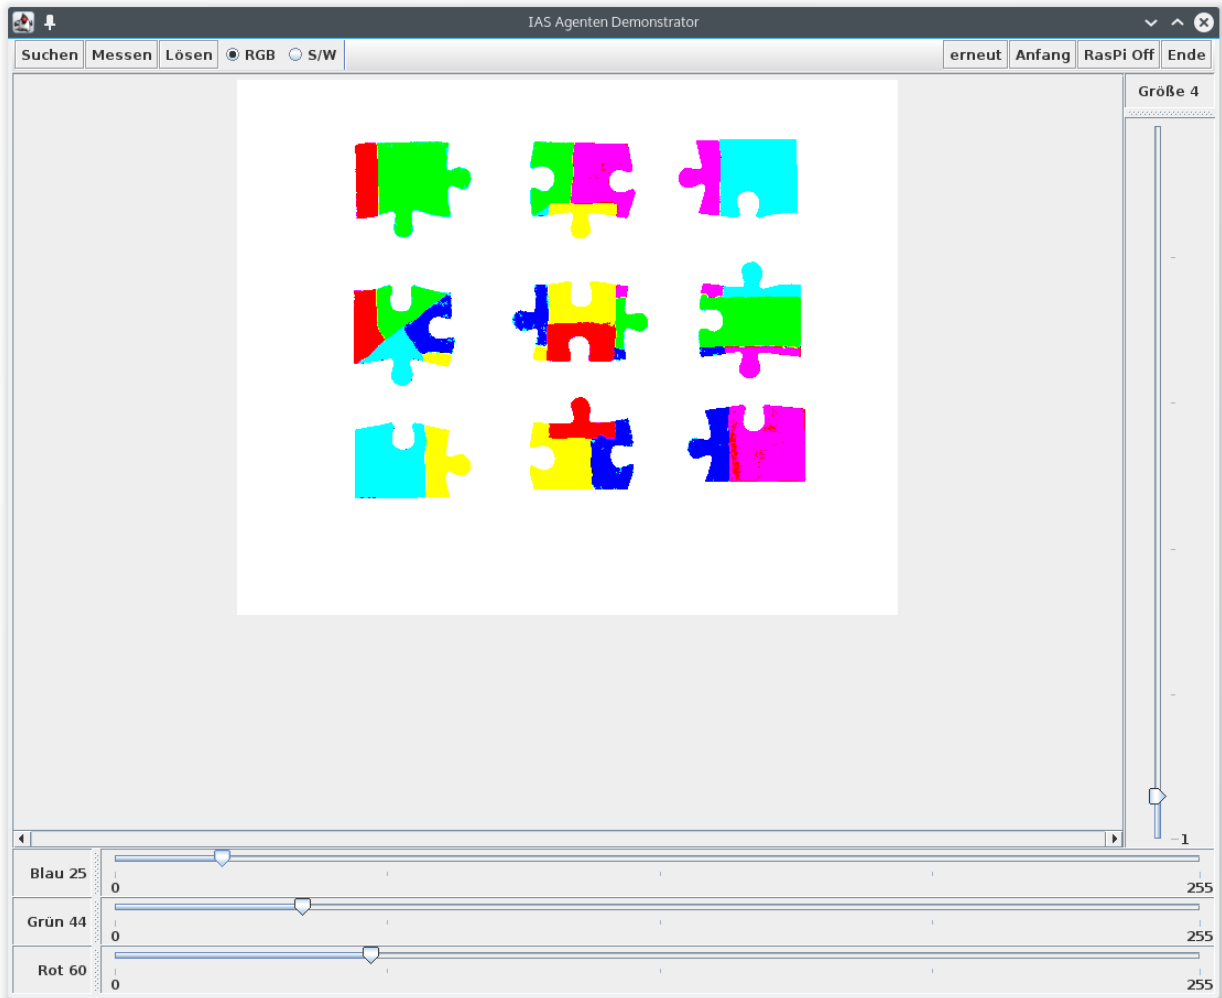 IAS Agenten Demonstrator
Suchen Messen Lösen RGB S/W erneut Anfang RasPi Off Ende
Größe 4
1
Blau 25
0 255
Grün 44
0 255
Rot 60
0 255